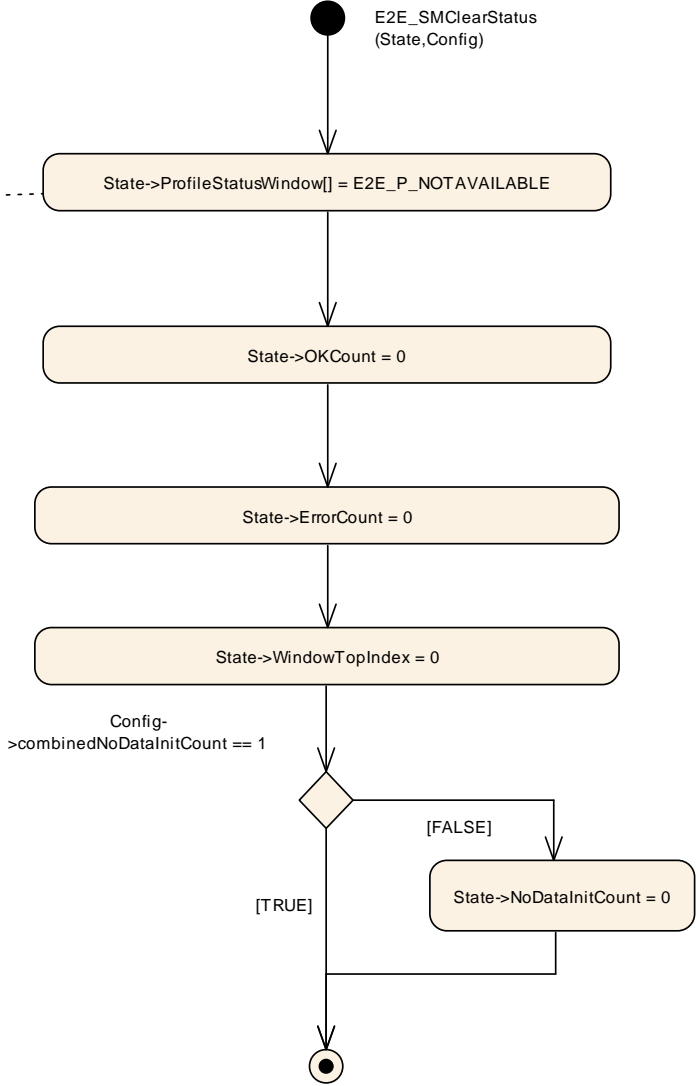 E2E_SMClearStatus
(State,Config)
State->ProfileStatusWindow[] = E2E_P_NOTAVAILABLE
State->OKCount = 0
State->ErrorCount = 0
State->WindowTopIndex = 0
Config-
>combinedNoDataInitCount == 1
[FALSE]
State->NoDataInitCount = 0
[TRUE]